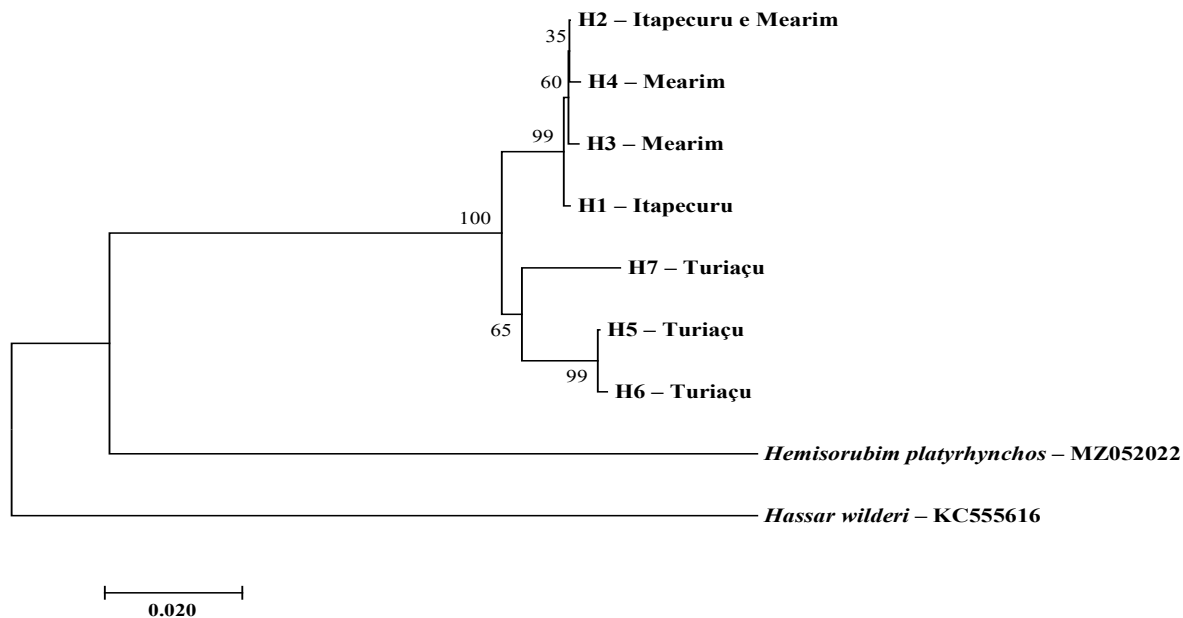 H2 – Itapecuru e Mearim
35
H4 – Mearim
60
99
H3 – Mearim
H1 – Itapecuru
100
H7 – Turiaçu
65
H5 – Turiaçu
99
H6 – Turiaçu
Hemisorubim platyrhynchos – MZ052022
Hassar wilderi – KC555616
0.020